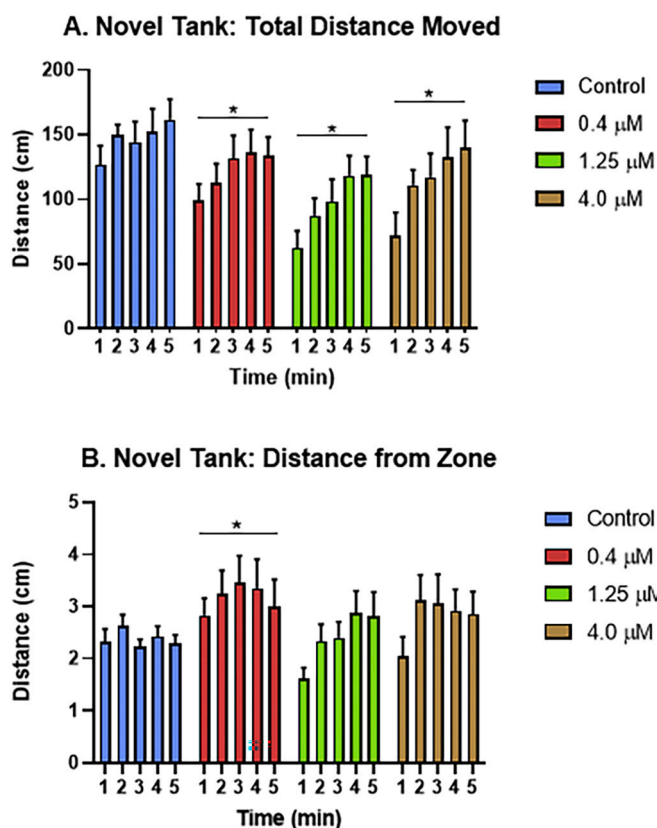 A. Novel Tank: Total Distance Moved
Distance (cm)
200
150
100
50
0
* * *
1 2 3 4 5 1 2 3 4 5 1 2 3 4 5 1 2 3 4 5
Time (min)
Control
0.4 μM
1.25 μM
4.0 μM
B. Novel Tank: Distance from Zone
Distance (cm)
5
4
3
2
1
0
*
1 2 3 4 5 1 2 3 4 5 1 2 3 4 5 1 2 3 4 5
Time (min)
Control
0.4 μM
1.25 μM
4.0 μM